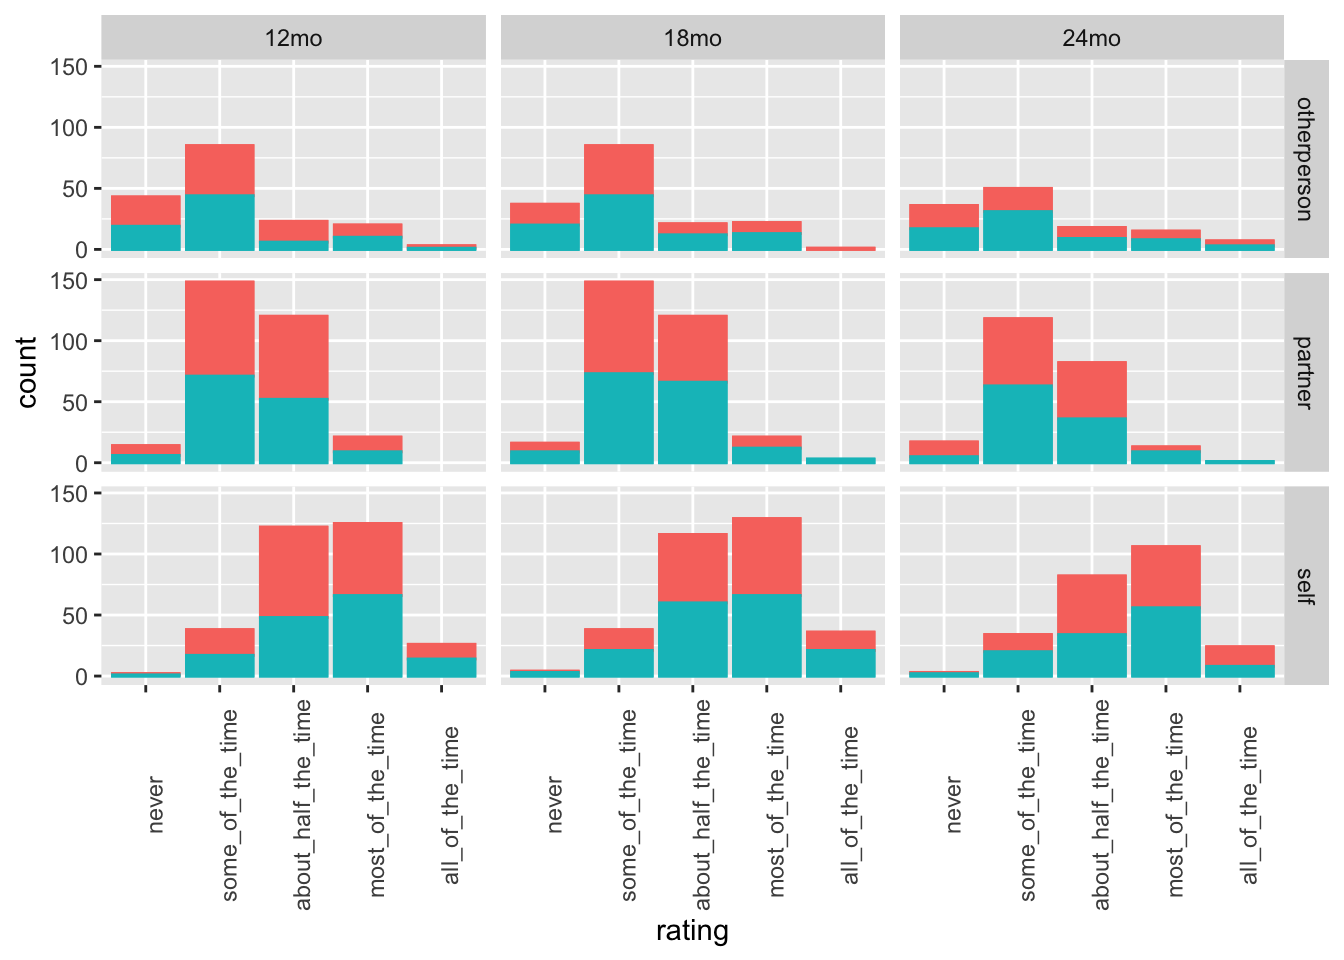 12mo
18mo
24mo
150
100
50
0
otherperson
150
100
50
0
partner
150
100
50
0
self
count
never
some_of_the_time
about_half_the_time
most_of_the_time
all_of_the_time
never
some_of_the_time
about_half_the_time
most_of_the_time
all_of_the_time
never
some_of_the_time
about_half_the_time
most_of_the_time
all_of_the_time
rating